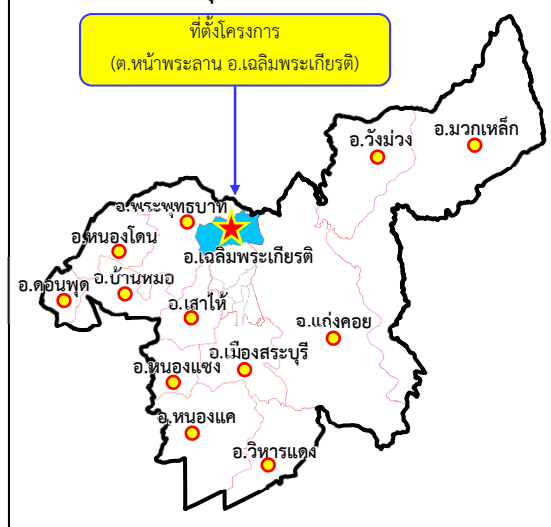 ที่ตั้งโครงการ
(ต.หน้าพระลาน อ.เฉลิมพระเกียรติ)
อ.มวกเหล็ก
อ.วังม่วง
อ.พระพุทธบาท
อ.หนองโดน
อ.เฉลิมพระเกียรติ
อ.ดอนพุด
อ.บ้านหมอ
อ.เสาไห้
อ.แก่งคอย
อ.เมืองสระบุรี
อ.หนองแซง
อ.หนองแค
อ.วิหารแดง